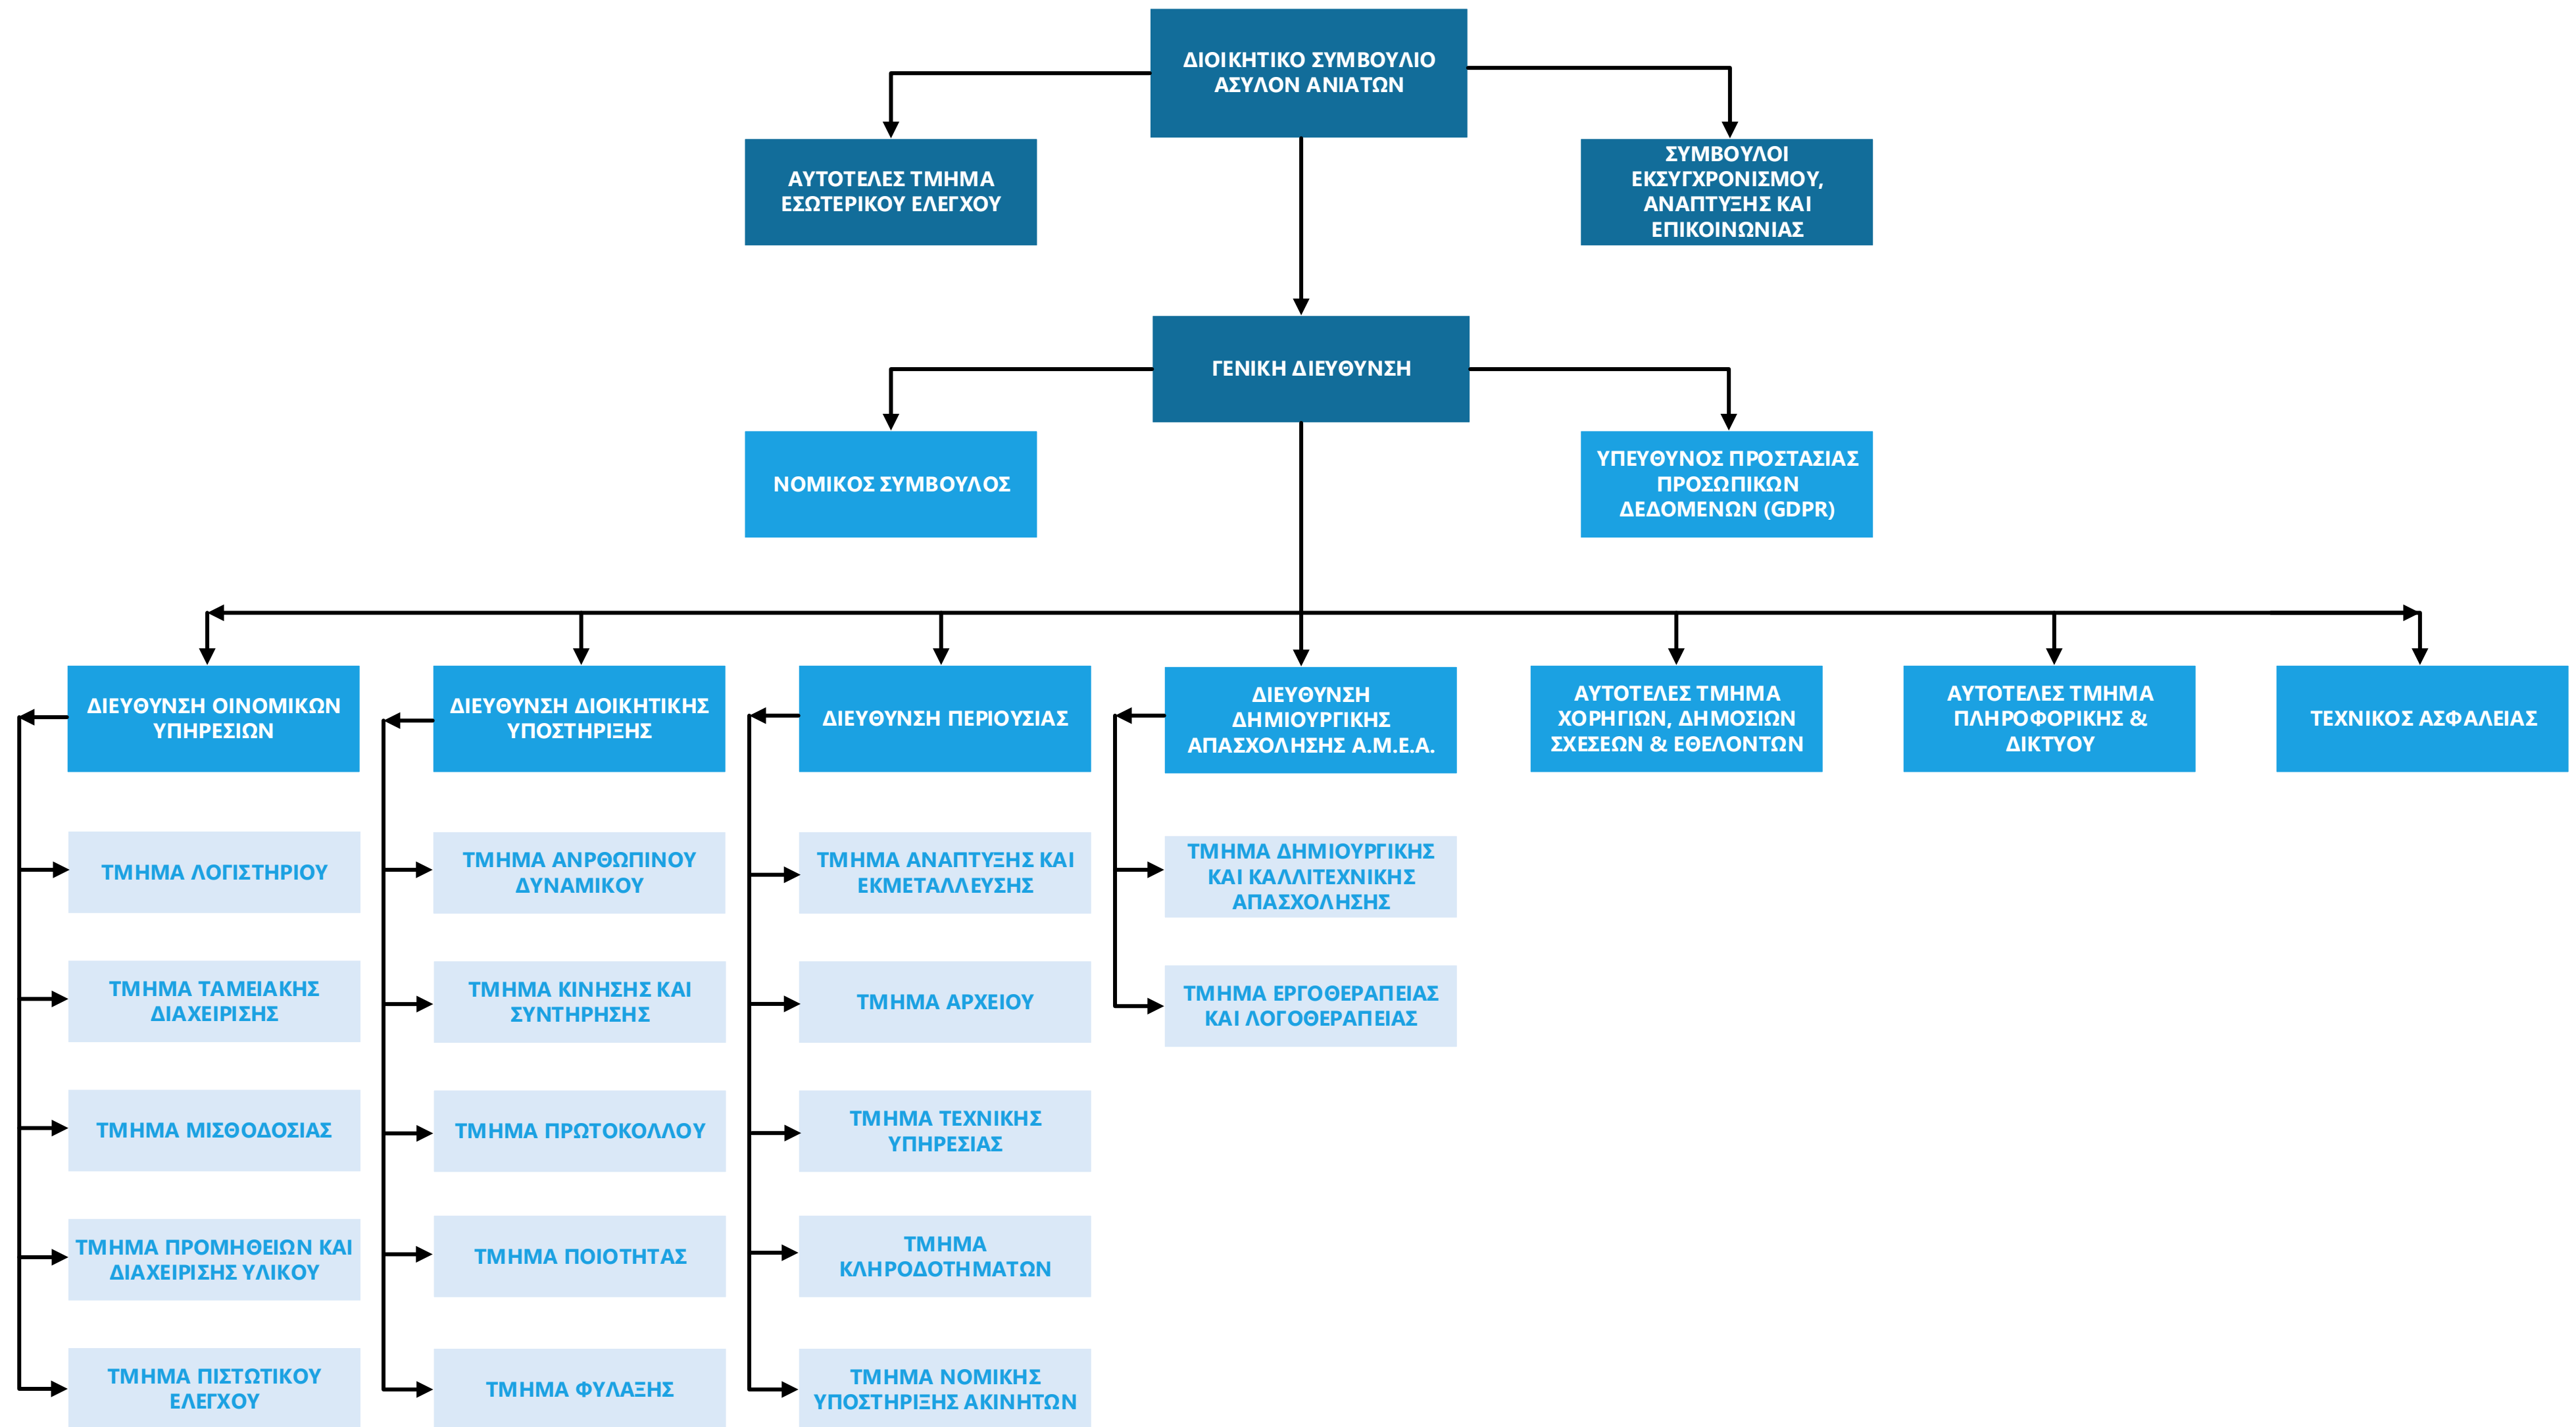 ΔΙΟΙΚΗΤΙΚΟ ΣΥΜΒΟΥΛΙΟ
ΑΣΥΛΟΝ ΑΝΙΑΤΩΝ
ΑΥΤΟΤΕΛΕΣ ΤΜΗΜΑ
ΕΣΩΤΕΡΙΚΟΥ ΕΛΕΓΧΟΥ
ΣΥΜΒΟΥΛΟΙ
ΕΚΣΥΓΧΡΟΝΙΣΜΟΥ,
ΑΝΑΠΤΥΞΗΣ ΚΑΙ
ΕΠΙΚΟΙΝΩΝΙΑΣ
ΓΕΝΙΚΗ ΔΙΕΥΘΥΝΣΗ
ΝΟΜΙΚΟΣ ΣΥΜΒΟΥΛΟΣ
ΥΠΕΥΘΥΝΟΣ ΠΡΟΣΤΑΣΙΑΣ
ΠΡΟΣΩΠΙΚΩΝ
ΔΕΔΟΜΕΝΩΝ (GDPR)
ΔΙΕΥΘΥΝΣΗ ΟΙΝΟΜΙΚΩΝ
ΥΠΗΡΕΣΙΩΝ
ΔΙΕΥΘΥΝΣΗ ΔΙΟΙΚΗΤΙΚΗΣ
ΥΠΟΣΤΗΡΙΞΗΣ
ΔΙΕΥΘΥΝΣΗ ΠΕΡΙΟΥΣΙΑΣ
ΔΙΕΥΘΥΝΣΗ
ΔΗΜΙΟΥΡΓΙΚΗΣ
ΑΠΑΣΧΟΛΗΣΗΣ Α.Μ.Ε.Α.
ΑΥΤΟΤΕΛΕΣ ΤΜΗΜΑ
ΧΟΡΗΓΙΩΝ, ΔΗΜΟΣΙΩΝ
ΣΧΕΣΕΩΝ & ΕΘΕΛΟΝΤΩΝ
ΑΥΤΟΤΕΛΕΣ ΤΜΗΜΑ
ΠΛΗΡΟΦΟΡΙΚΗΣ &
ΔΙΚΤΥΟΥ
ΤΕΧΝΙΚΟΣ ΑΣΦΑΛΕΙΑΣ
ΤΜΗΜΑ ΛΟΓΙΣΤΗΡΙΟΥ
ΤΜΗΜΑ ΤΑΜΕΙΑΚΗΣ
ΔΙΑΧΕΙΡΙΣΗΣ
ΤΜΗΜΑ ΜΙΣΘΟΔΟΣΙΑΣ
ΤΜΗΜΑ ΠΡΟΜΗΘΕΙΩΝ ΚΑΙ
ΔΙΑΧΕΙΡΙΣΗΣ ΥΛΙΚΟΥ
ΤΜΗΜΑ ΠΙΣΤΩΤΙΚΟΥ
ΕΛΕΓΧΟΥ
ΤΜΗΜΑ ΑΝΡΘΩΠΙΝΟΥ
ΔΥΝΑΜΙΚΟΥ
ΤΜΗΜΑ ΚΙΝΗΣΗΣ ΚΑΙ
ΣΥΝΤΗΡΗΣΗΣ
ΤΜΗΜΑ ΠΡΩΤΟΚΟΛΛΟΥ
ΤΜΗΜΑ ΠΟΙΟΤΗΤΑΣ
ΤΜΗΜΑ ΦΥΛΑΞΗΣ
ΤΜΗΜΑ ΑΝΑΠΤΥΞΗΣ ΚΑΙ
ΕΚΜΕΤΑΛΛΕΥΣΗΣ
ΤΜΗΜΑ ΑΡΧΕΙΟΥ
ΤΜΗΜΑ ΤΕΧΝΙΚΗΣ
ΥΠΗΡΕΣΙΑΣ
ΤΜΗΜΑ
ΚΛΗΡΟΔΟΤΗΜΑΤΩΝ
ΤΜΗΜΑ ΝΟΜΙΚΗΣ
ΥΠΟΣΤΗΡΙΞΗΣ ΑΚΙΝΗΤΩΝ
ΤΜΗΜΑ ΔΗΜΙΟΥΡΓΙΚΗΣ
ΚΑΙ ΚΑΛΛΙΤΕΧΝΙΚΗΣ
ΑΠΑΣΧΟΛΗΣΗΣ
ΤΜΗΜΑ ΕΡΓΟΘΕΡΑΠΕΙΑΣ
ΚΑΙ ΛΟΓΟΘΕΡΑΠΕΙΑΣ